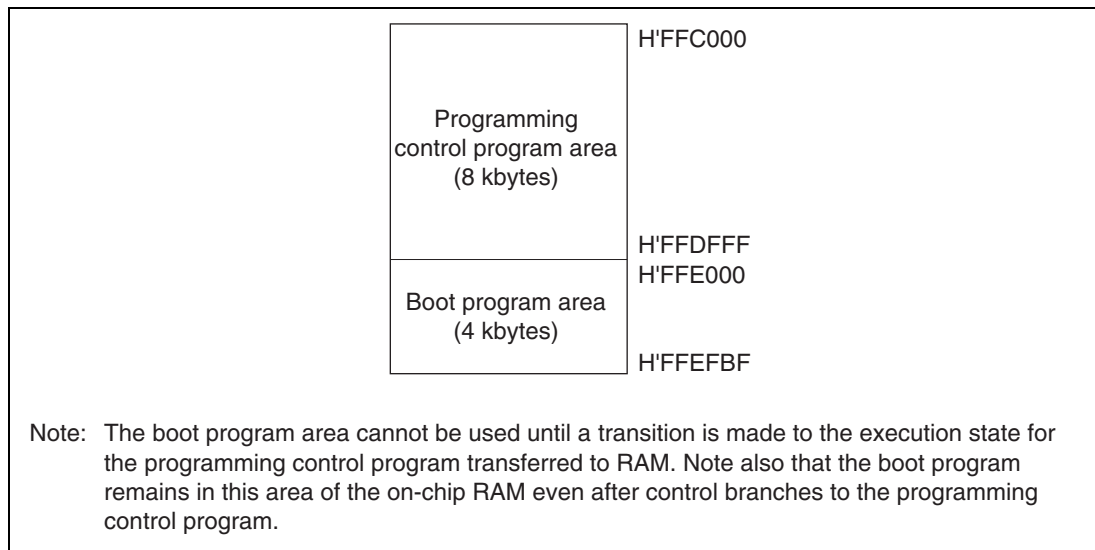 H'FFC000
Programming
control program area
(8 kbytes)
H'FFDFFF
H'FFE000
Boot program area
(4 kbytes)
H'FFEFBF
Note: The boot program area cannot be used until a transition is made to the execution state for
the programming control program transferred to RAM. Note also that the boot program
remains in this area of the on-chip RAM even after control branches to the programming
control program.